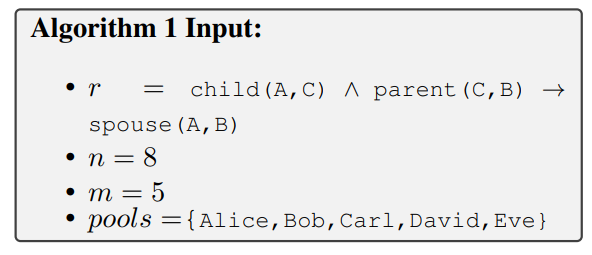 Algorithm 1 Input:
• r = child(A,C) ∧ parent(C,B) →
spouse(A,B)
• n = 8
• m = 5
• pools ={Alice,Bob,Carl,David,Eve}